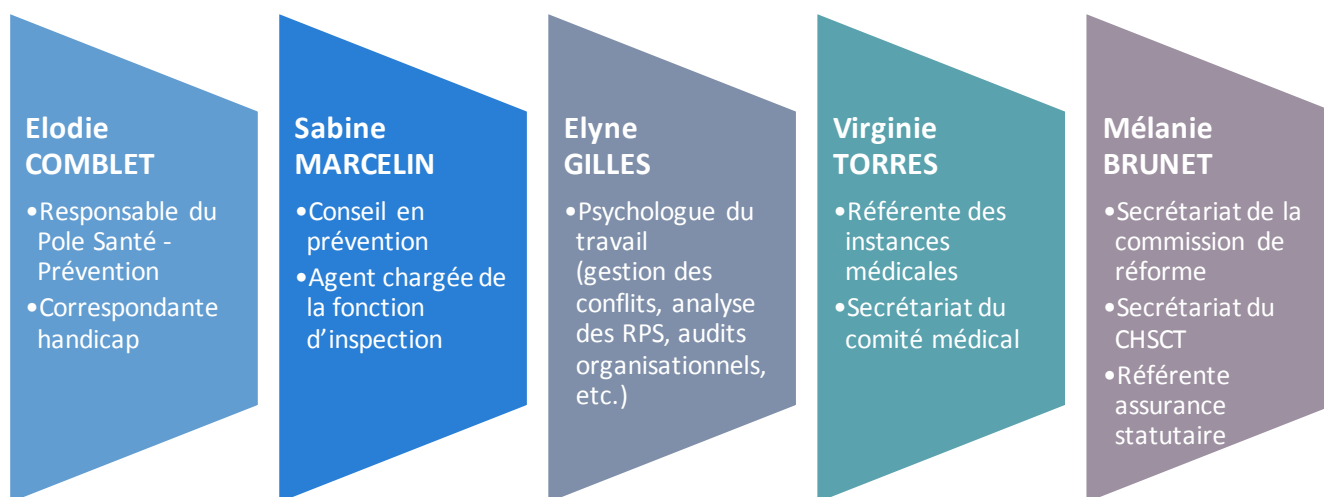 Elodie
COMBLET
•Responsable du
Pole Santé -
Prévention
•Correspondante
handicap
Sabine
MARCELIN
•Conseil en
prévention
•Agent chargée de
la fonction
d’inspection
Elyne
GILLES
•Psychologue du
travail
(gestion des
conflits, analyse
des RPS, audits
organisationnels,
etc.)
Virginie
TORRES
•Référente des
instances
médicales
•Secrétariat du
comité médical
Mélanie
BRUNET
•Secrétariat de la
commission de
réforme
•Secrétariat du
CHSCT
•Référente
assurance
statutaire